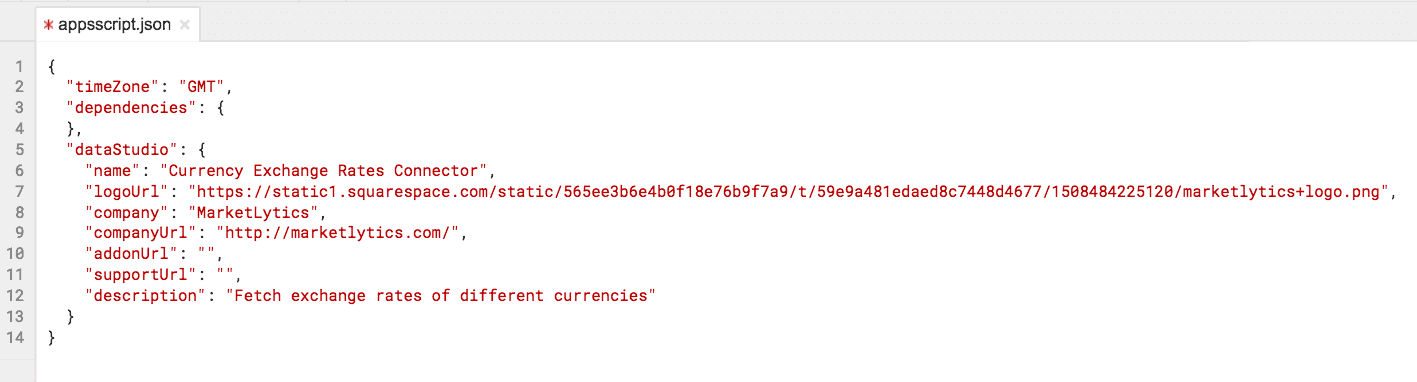 * appsscript.json ×
1 {
2 "timeZone": "GMT",
3 "dependencies": {
4 },
5 "dataStudio": {
6 "name": "Currency Exchange Rates Connector",
7 "logoUrl": "https://static1.squarespace.com/static/565ee3b6e4b0f18e76b9f7a9/t/59e9a481edaed8c7448d4677/1508484225120/marketlytics+logo.png",
8 "company": "MarketLytics",
9 "companyUrl": "http://marketlytics.com/",
10 "addonUrl": "",
11 "supportUrl": "",
12 "description": "Fetch exchange rates of different currencies"
13 }
14 }